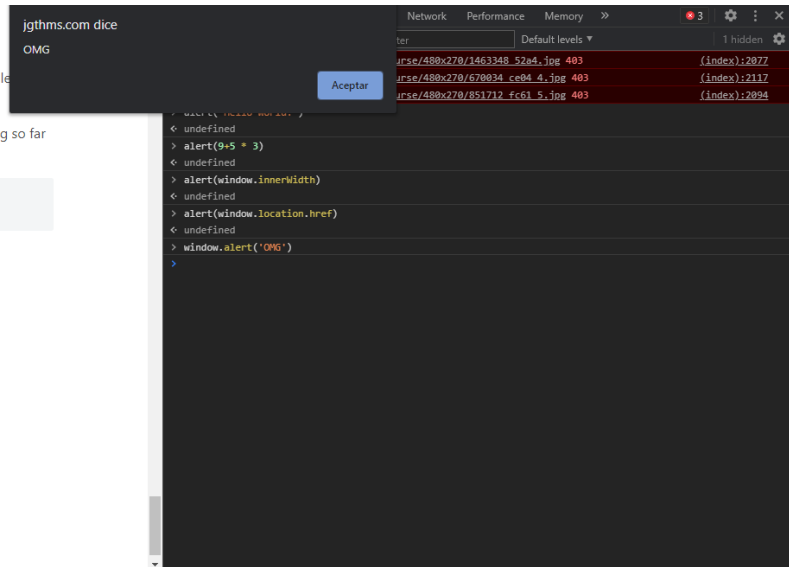 jgthms.com dice
OMG
Aceptar
Network Performance Memory » 3
Default levels ▼ 1 hidden
urse/480x270/1463348_52a4.jpg 403 (index):2077
urse/480x270/670034_ce04_4.jpg 403 (index):2117
urse/480x270/851712_fc61_5.jpg 403 (index):2094
g so far
< undefined
> alert(9+5 * 3)
< undefined
> alert(window.innerWidth)
< undefined
> alert(window.location.href)
< undefined
> window.alert('OMG')
>